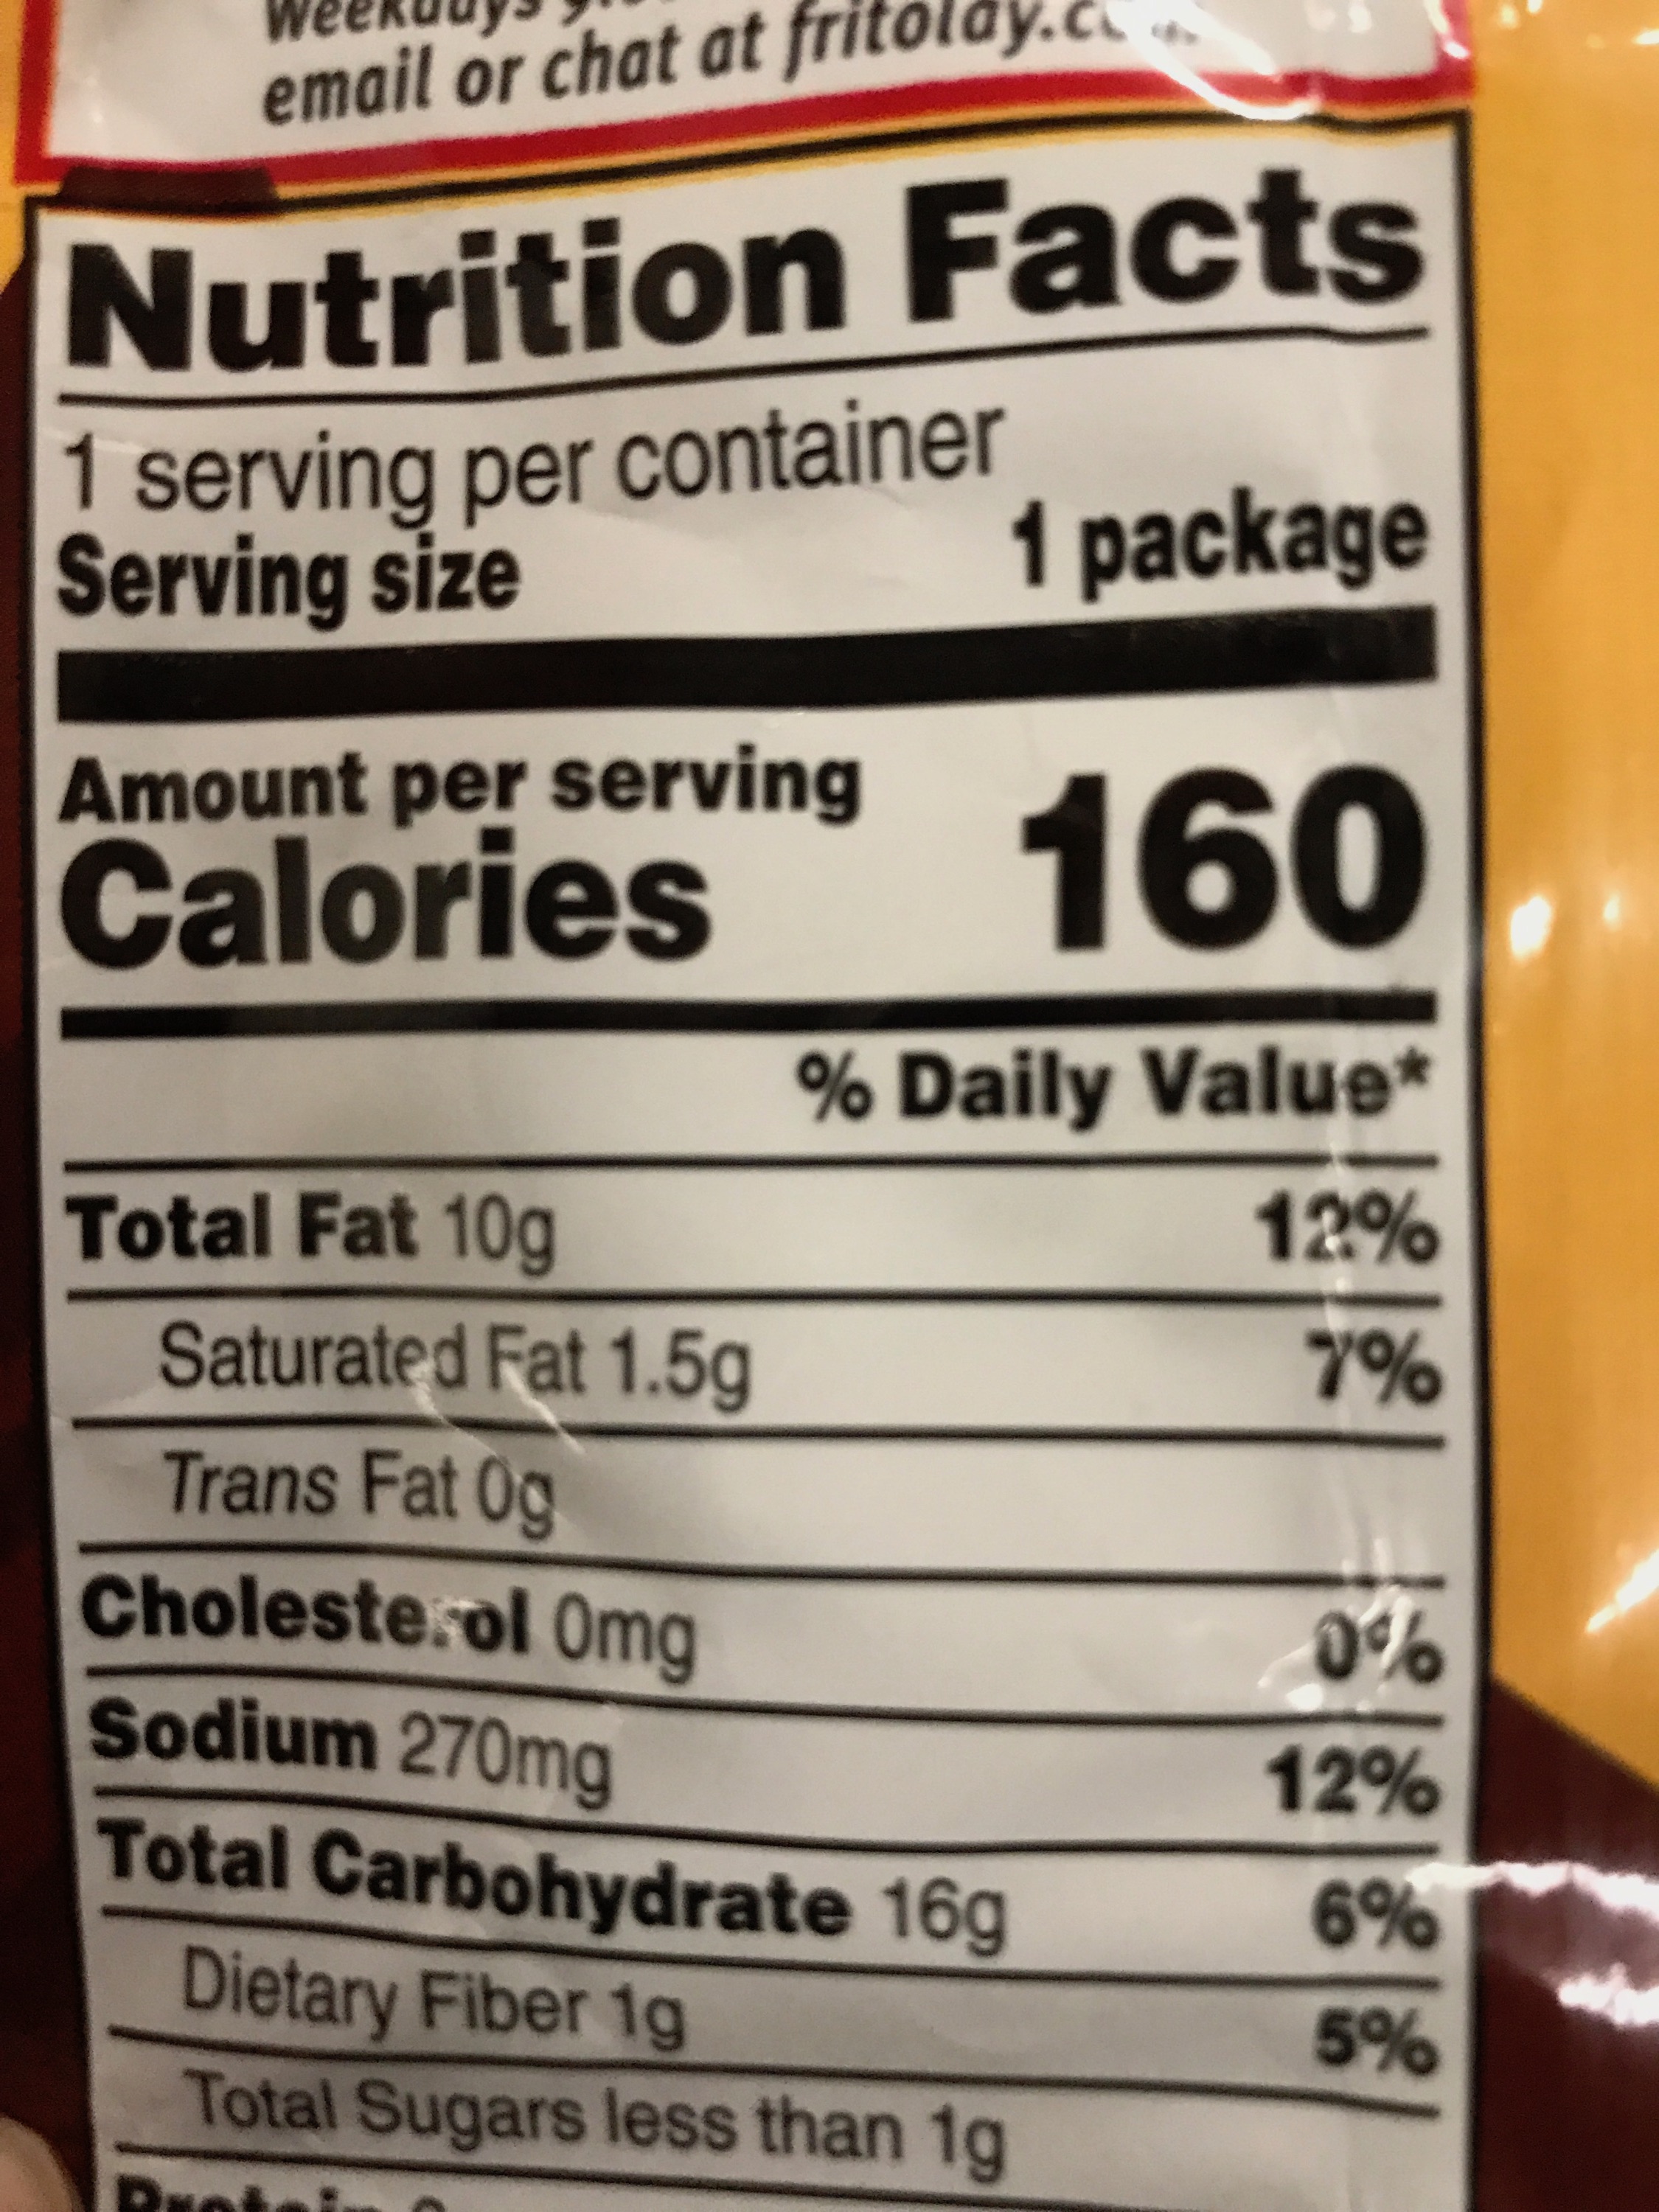 email or chat at fritolay.c
Nutrition Facts
1 serving per container
Serving size 1 package
Amount per serving
Calories 160
% Daily Value*
Total Fat 10g 12%
Saturated Fat 1.5g 7%
Trans Fat 0g
Cholesterol 0mg 0%
Sodium 270mg 12%
Total Carbohydrate 16g 6%
Dietary Fiber 1g 5%
Total Sugars less than 1g
Protein